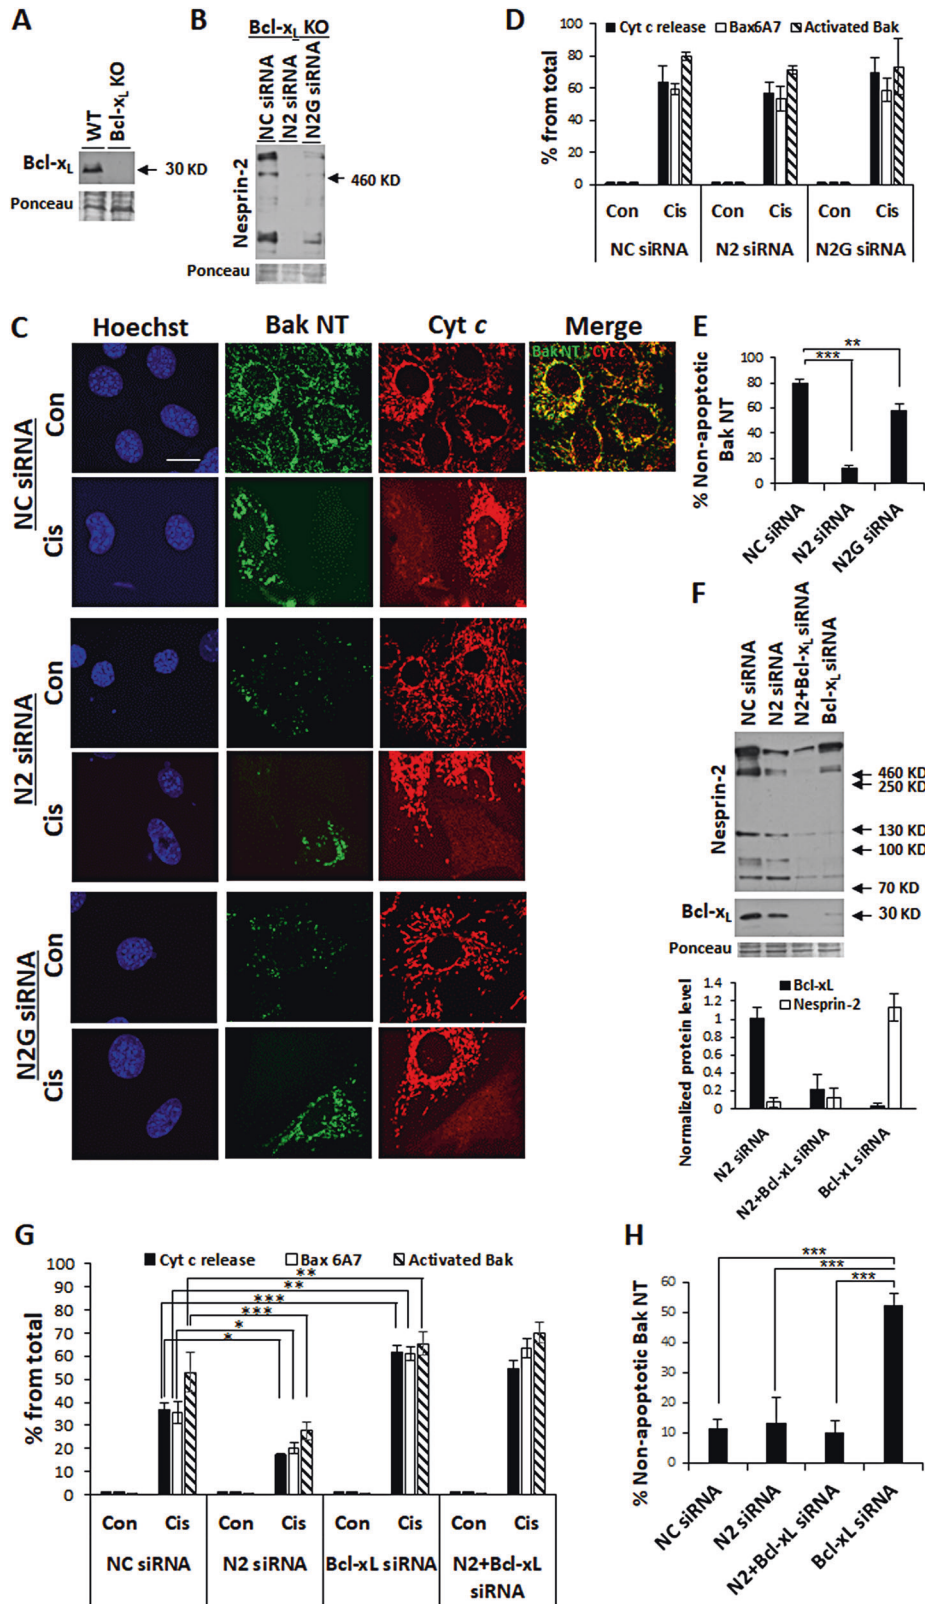 A
WT
Bcl-xL KO
Bcl-xL
30 KD
Ponceau
B
Bcl-xL KO
NC siRNA
N2 siRNA
N2G siRNA
Nesprin-2
460 KD
Ponceau
D
Cyt c release
Bax6A7
Activated Bak
% from total
100
80
60
40
20
0
Con
Cis
Con
Cis
Con
Cis
NC siRNA
N2 siRNA
N2G siRNA
C
Hoechst
Bak NT
Cyt c
Merge
Bak NT
Cyt c
NC siRNA
Con
Cis
N2 siRNA
Con
Cis
N2G siRNA
Con
Cis
E
**
***
% Non-apoptotic
Bak NT
100
80
60
40
20
0
NC siRNA
N2 siRNA
N2G siRNA
F
NC siRNA
N2 siRNA
N2+Bcl-xL siRNA
Bcl-xL siRNA
Nesprin-2
460 KD
250 KD
130 KD
100 KD
70 KD
Bcl-xL
30 KD
Ponceau
Bcl-xL
Nesprin-2
Normalized protein level
1.4
1.2
1
0.8
0.6
0.4
0.2
0
N2 siRNA
N2+Bcl-xL siRNA
Bcl-xL siRNA
G
Cyt c release
Bax 6A7
Activated Bak
% from total
100
90
80
70
60
50
40
30
20
10
0
**
**
***
***
*
*
Con
Cis
Con
Cis
Con
Cis
Con
Cis
NC siRNA
N2 siRNA
Bcl-xL siRNA
N2+Bcl-xL
siRNA
H
***
***
***
% Non-apoptotic Bak NT
60
50
40
30
20
10
0
NC siRNA
N2 siRNA
N2+Bcl-xL siRNA
Bcl-xL siRNA